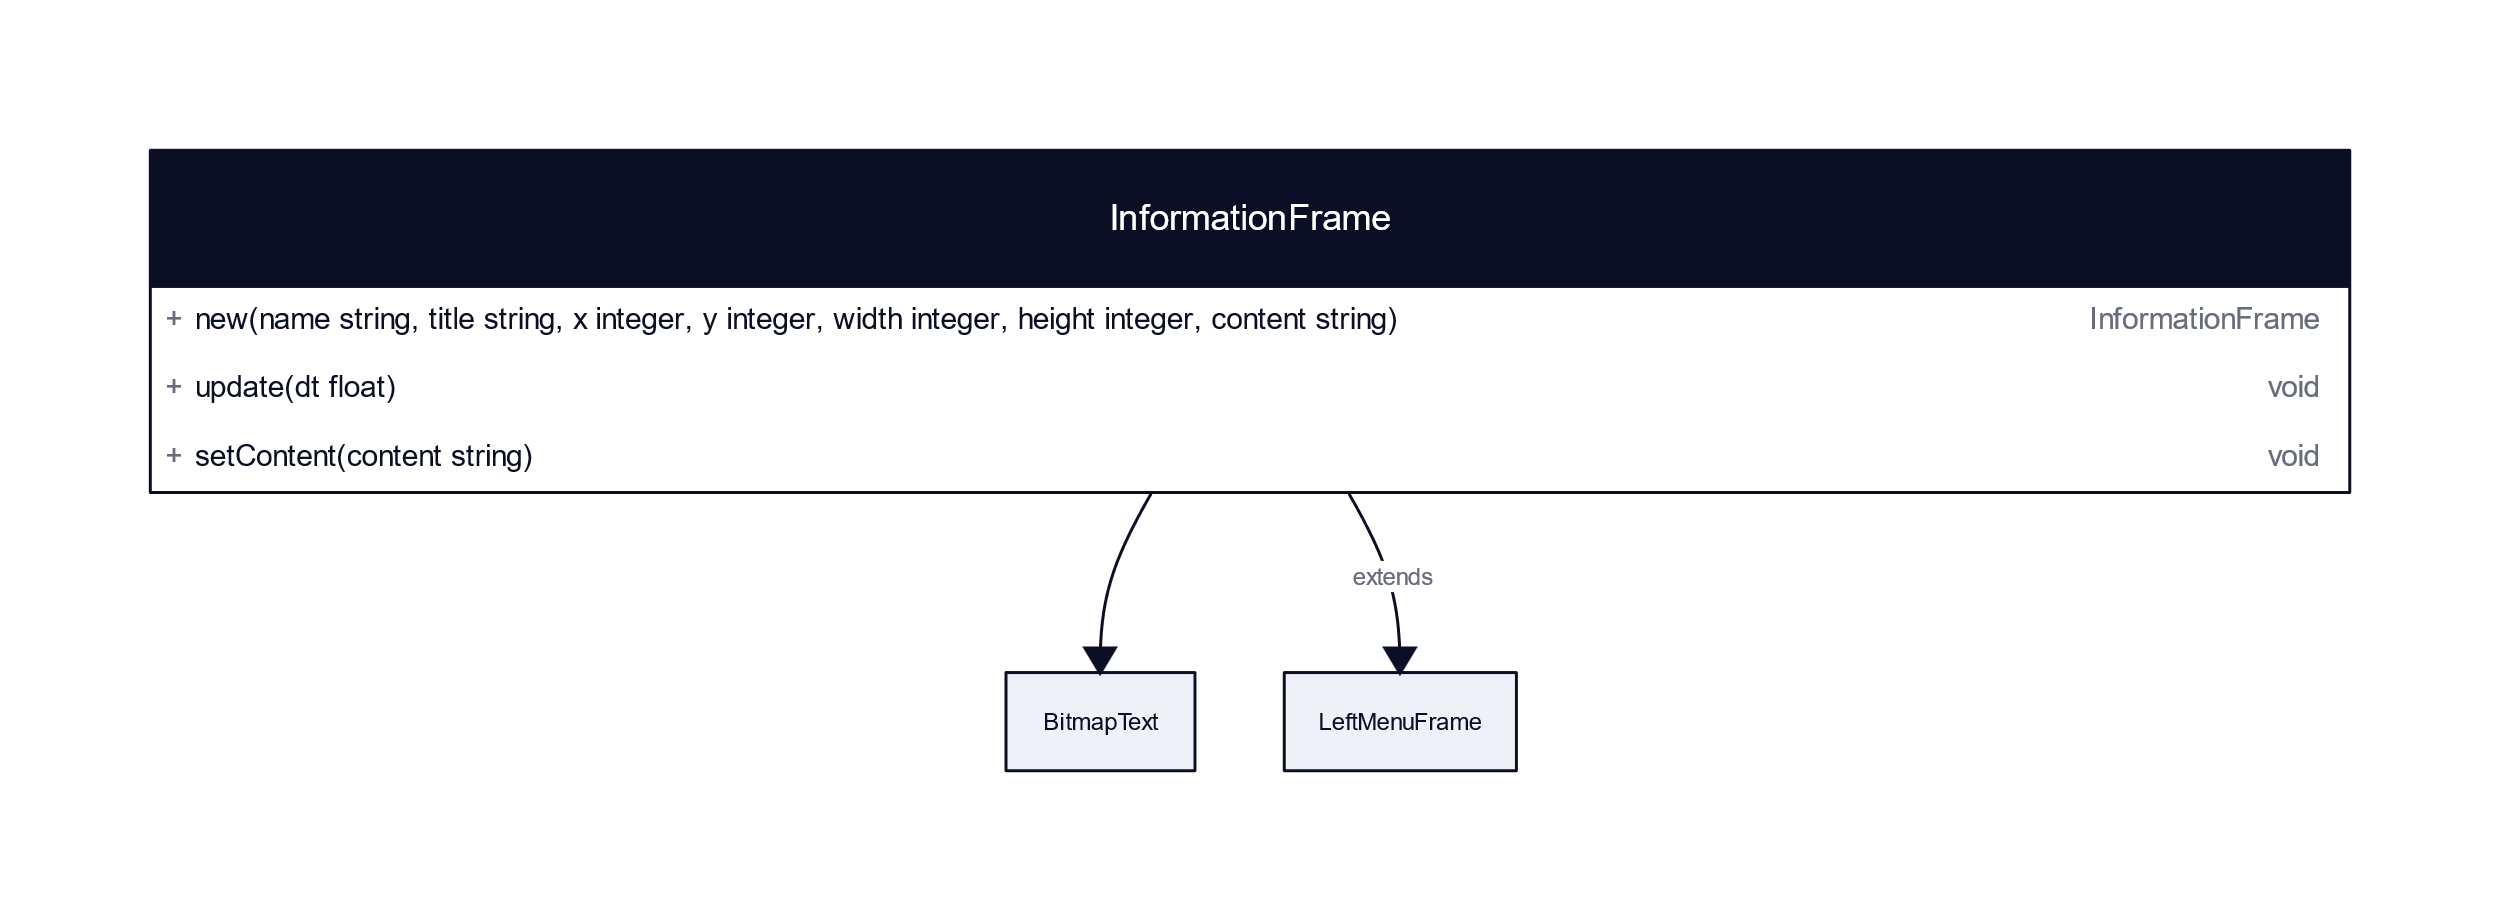 InformationFrame
+ new(name string, title string, x integer, y integer, width integer, height integer, content string) InformationFrame
+ update(dt float) void
+ setContent(content string) void
extends
BitmapText
LeftMenuFrame